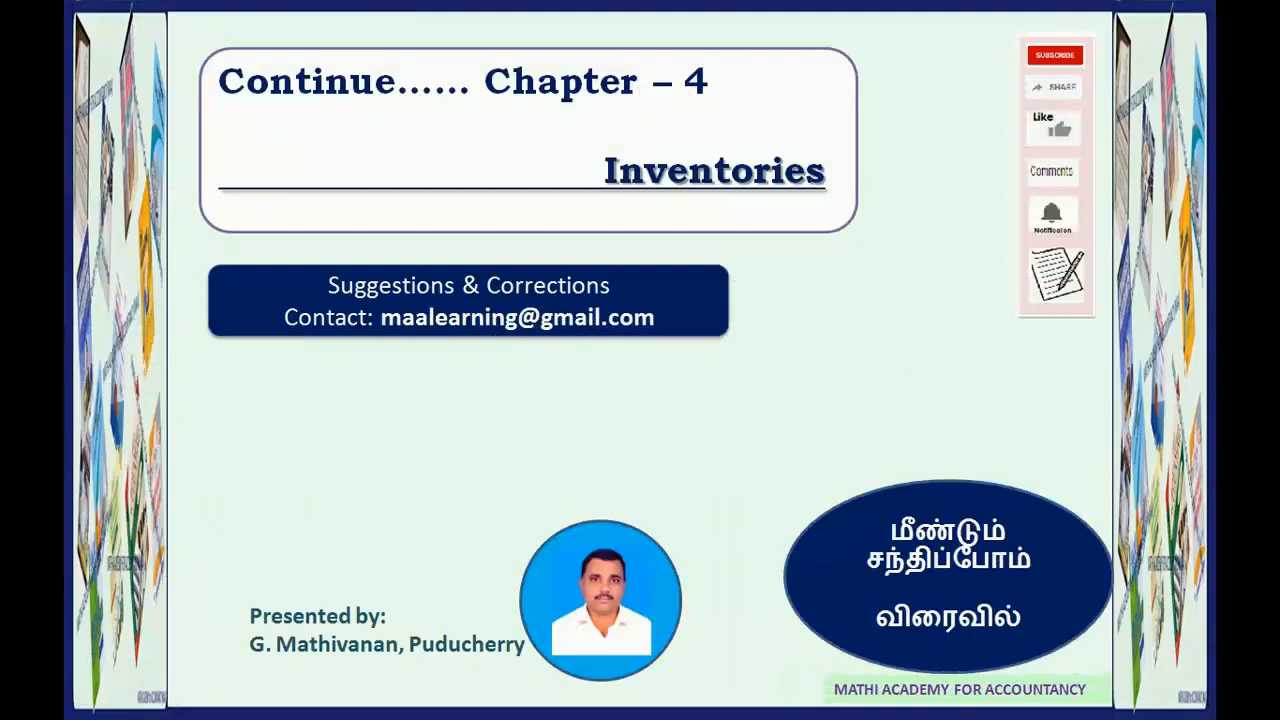 Continue...... Chapter – 4
Inventories
Suggestions & Corrections
Contact: maalearning@gmail.com
SUBSCRIBE
SHARE
Like
Comments
Notification
மீண்டும்
சந்திப்போம்
விரைவில்
Presented by:
G. Mathivanan, Puducherry
MATHI ACADEMY FOR ACCOUNTANCY